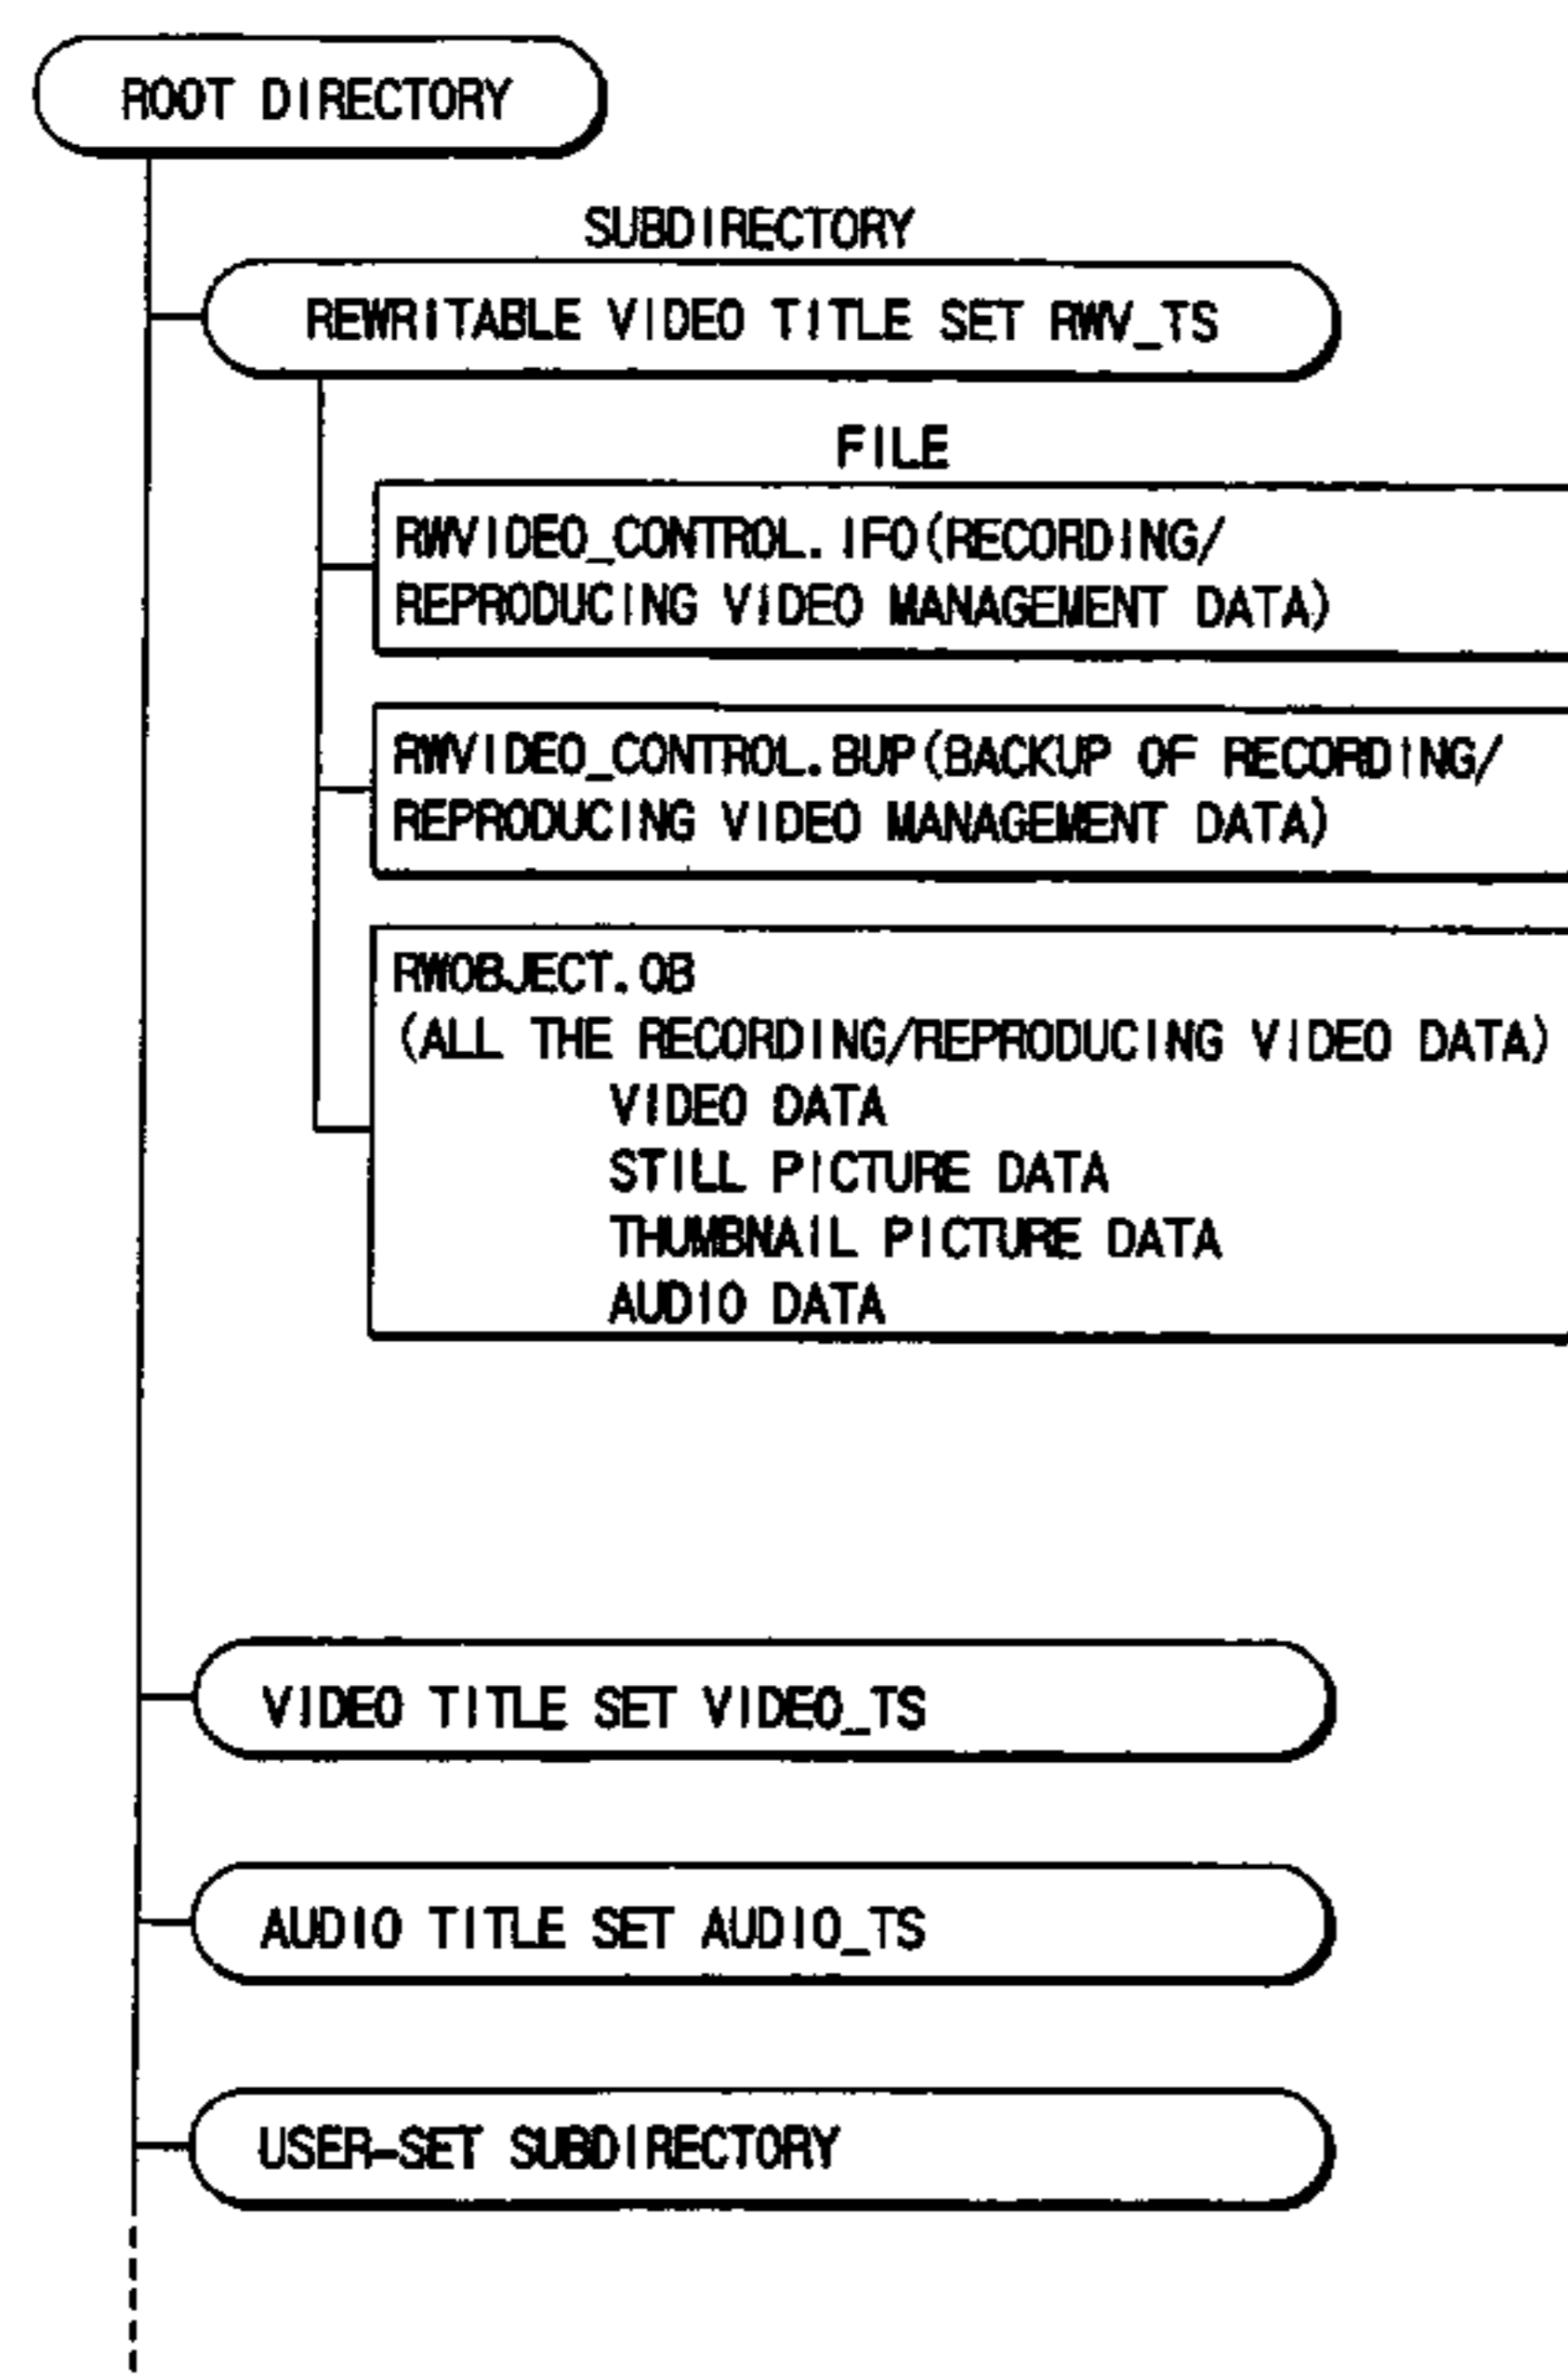 ROOT DIRECTORY
SUBDIRECTORY
REWRITABLE VIDEO TITLE SET RWV_TS
FILE
RWVIDEO_CONTROL.IFO(RECORDING/
REPRODUCING VIDEO MANAGEMENT DATA)
RWVIDEO_CONTROL.BUP(BACKUP OF RECORDING/
REPRODUCING VIDEO MANAGEMENT DATA)
RWOBJECT.OB
(ALL THE RECORDING/REPRODUCING VIDEO DATA)
VIDEO DATA
STILL PICTURE DATA
THUMBNAIL PICTURE DATA
AUDIO DATA
VIDEO TITLE SET VIDEO_TS
AUDIO TITLE SET AUDIO_TS
USER-SET SUBDIRECTORY